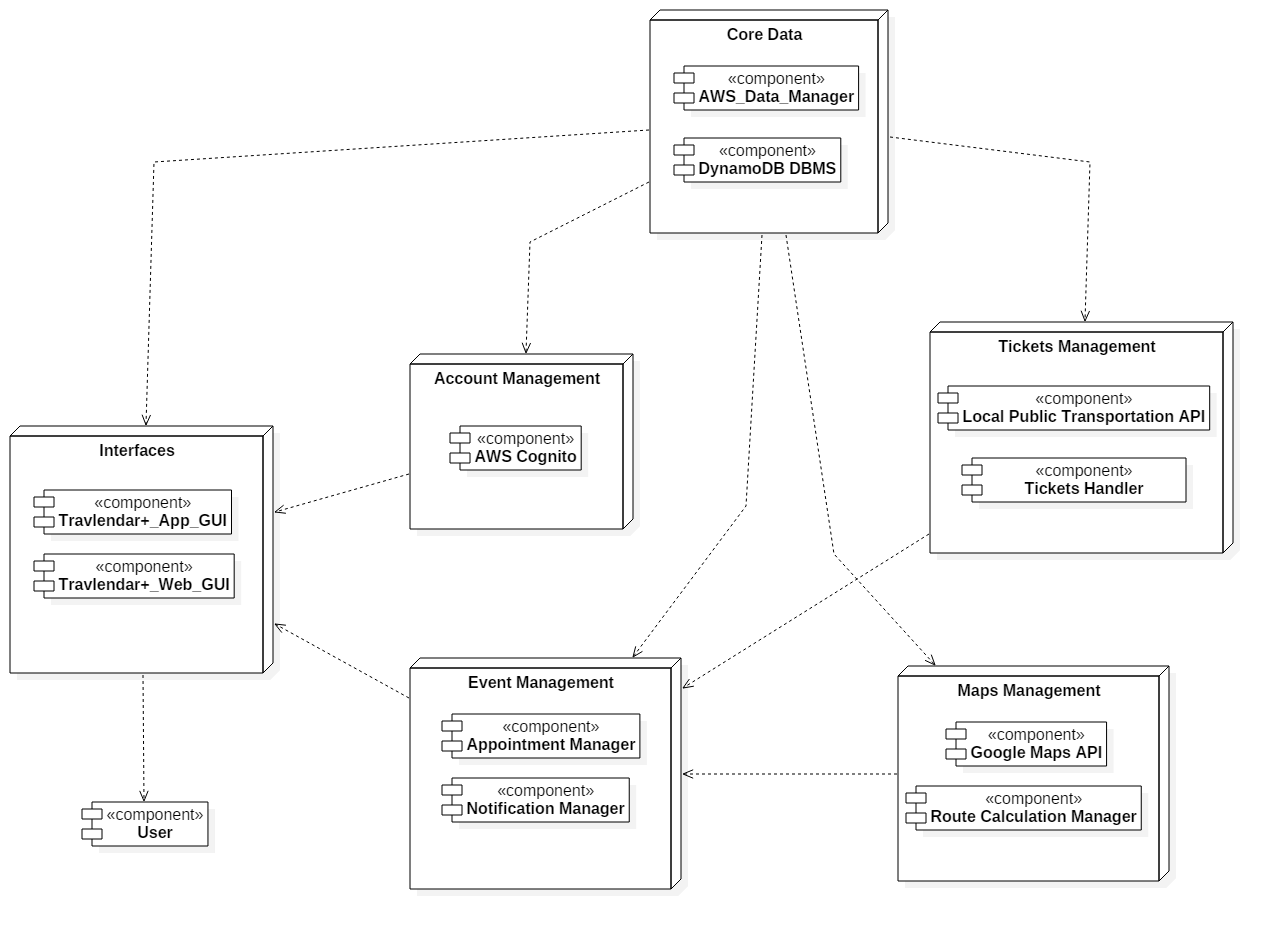 Core Data
«component»
AWS_Data_Manager
«component»
DynamoDB DBMS
Tickets Management
«component»
Local Public Transportation API
«component»
Tickets Handler
Account Management
«component»
AWS Cognito
Interfaces
«component»
Travlendar+_App_GUI
«component»
Travlendar+_Web_GUI
Event Management
«component»
Appointment Manager
«component»
Notification Manager
Maps Management
«component»
Google Maps API
«component»
Route Calculation Manager
«component»
User